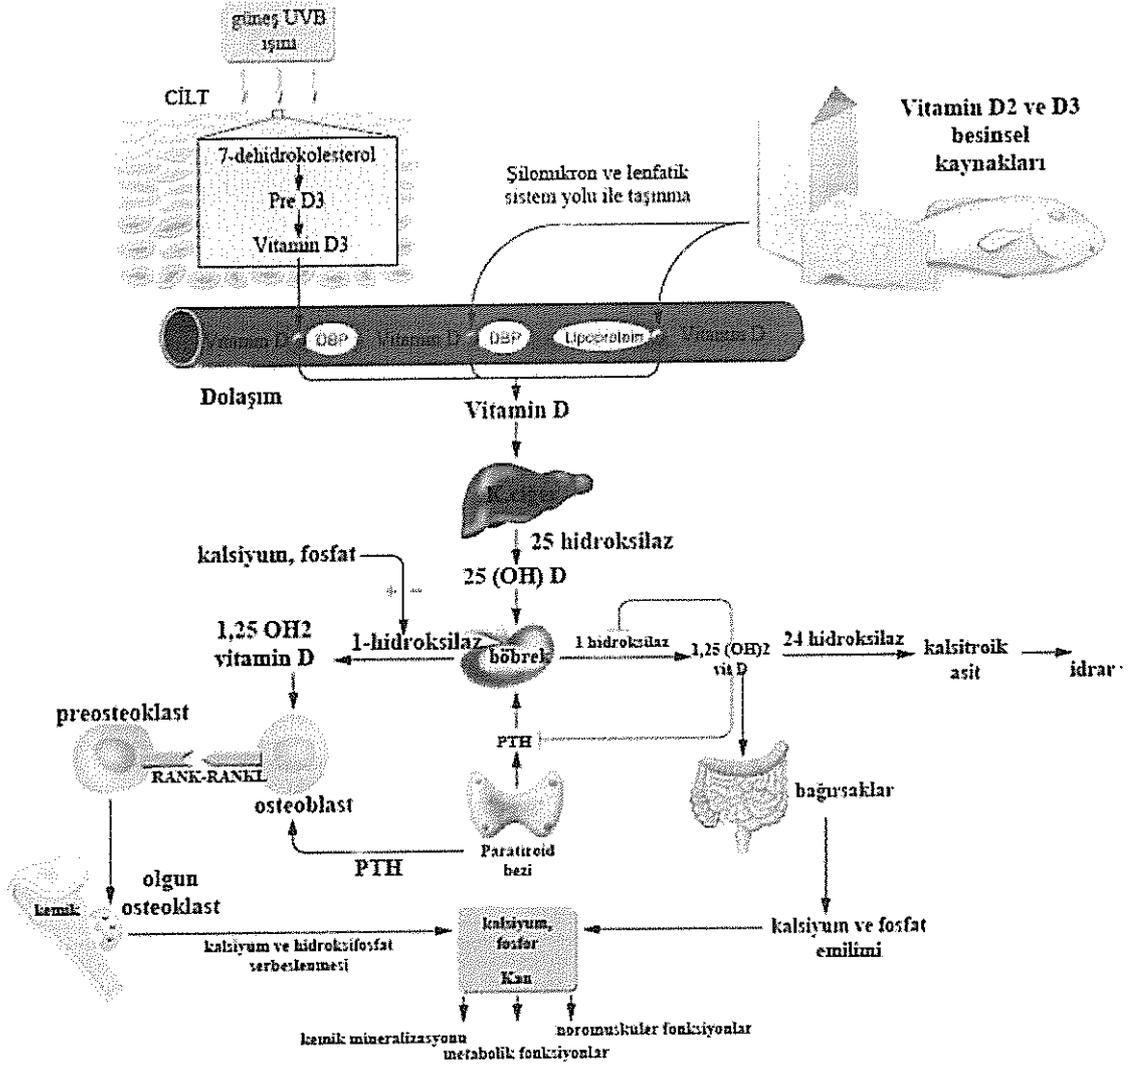 güneş UVB
ışını
CİLT
7-dehidrokolesterol
Pre D3
Vitamin D3
Şilomikron ve lenfatik
sistem yolu ile taşınma
Vitamin D2 ve D3
besinsel
kaynakları
Vitamin D DBP Vitamin D DBP Lipoprotein Vitamin D
Dolaşım
Vitamin D
25 hidroksilaz
kalsiyum, fosfat
25 (OH) D
+ −
1,25 OH2
vitamin D
1-hidroksilaz
böbrek
1 hidroksilaz
1,25 (OH)2
vit D
24 hidroksilaz
kalsitroik
asit
idrar
preosteoklast
RANK-RANKL
osteoblast
PTH
Paratiroid
bezi
PTH
bağırsaklar
kemik
olgun
osteoklast
kalsiyum ve hidroksifosfat
serbeslenmesi
kalsiyum,
fosfor
Kan
kalsiyum ve fosfat
emilimi
kemik mineralizasyonu
metabolik fonksiyonlar
noromuskuler fonksiyonlar